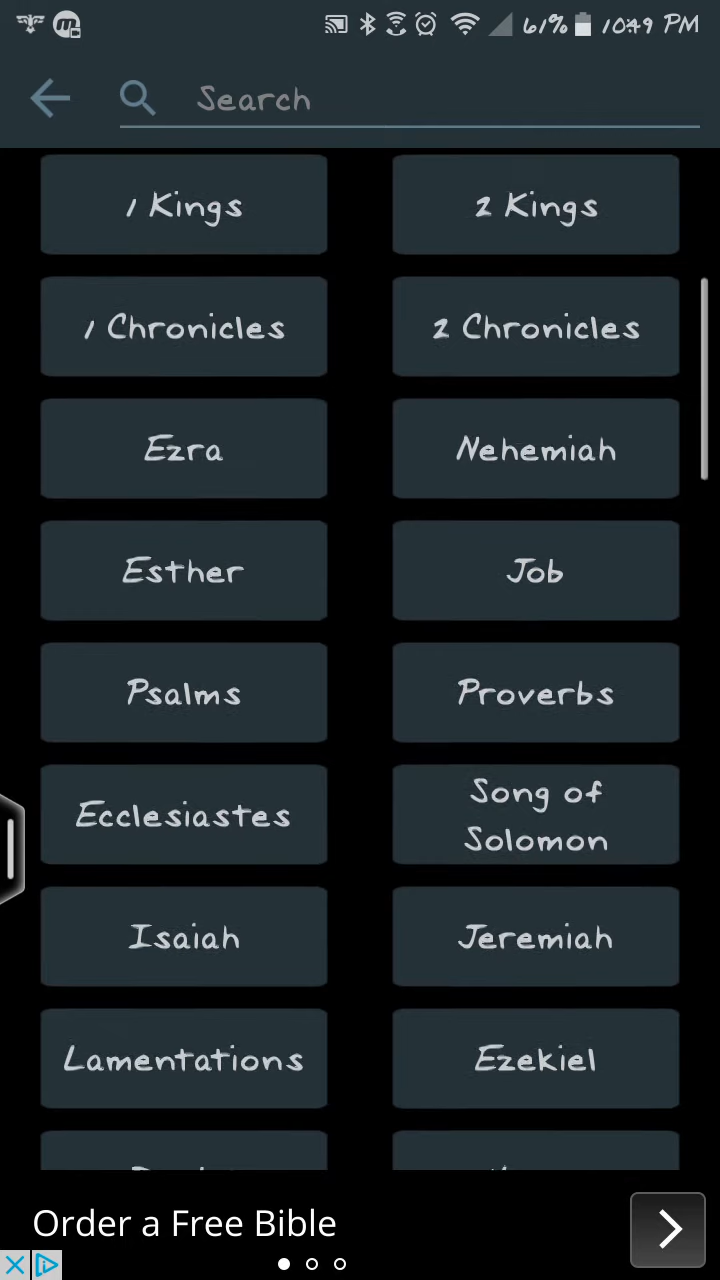 61% 10:49 PM
Search
1 Kings
2 Kings
1 Chronicles
2 Chronicles
Ezra
Nehemiah
Esther
Job
Psalms
Proverbs
Ecclesiastes
Song of
Solomon
Isaiah
Jeremiah
Lamentations
Ezekiel
Order a Free Bible